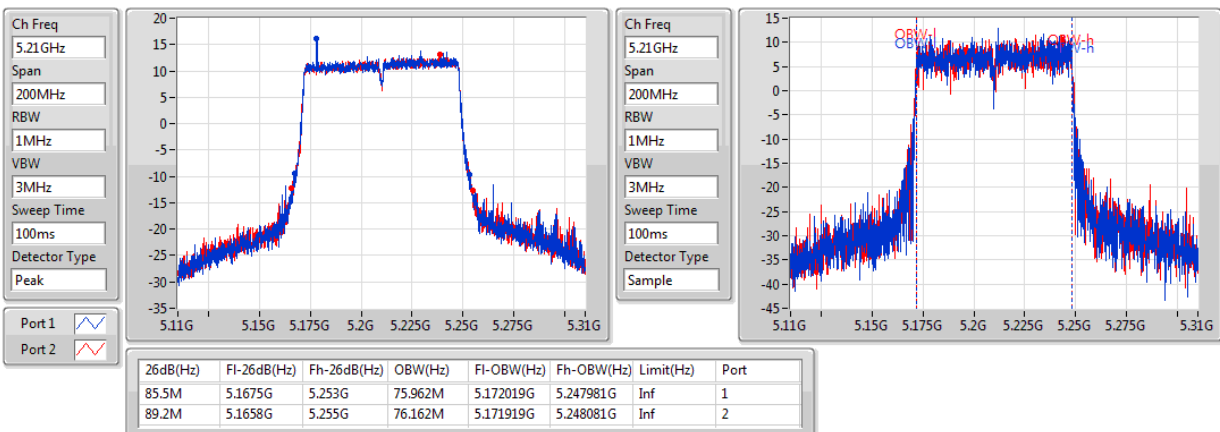 Ch Freq
5.21GHz
Span
200MHz
RBW
1MHz
VBW
3MHz
Sweep Time
100ms
Detector Type
Peak
Port 1
Port 2
20
15
10
5
0
-5
-10
-15
-20
-25
-30
-35
5.11G 5.15G 5.175G 5.2G 5.225G 5.25G 5.275G 5.31G
Ch Freq
5.21GHz
Span
200MHz
RBW
1MHz
VBW
3MHz
Sweep Time
100ms
Detector Type
Sample
15
10
5
0
-5
-10
-15
-20
-25
-30
-35
-40
-45
OBW-l OBW-h
5.11G 5.15G 5.175G 5.2G 5.225G 5.25G 5.275G 5.31G
26dB(Hz) Fl-26dB(Hz) Fh-26dB(Hz) OBW(Hz) Fl-OBW(Hz) Fh-OBW(Hz) Limit(Hz) Port
85.5M 5.1675G 5.253G 75.962M 5.172019G 5.247981G Inf 1
89.2M 5.1658G 5.255G 76.162M 5.171919G 5.248081G Inf 2